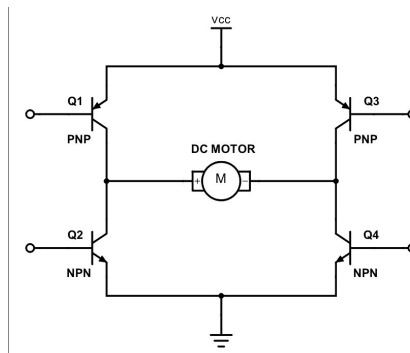 VCC
Q1
Q3
PNP
PNP
DC MOTOR
+ M −
Q2
Q4
NPN
NPN